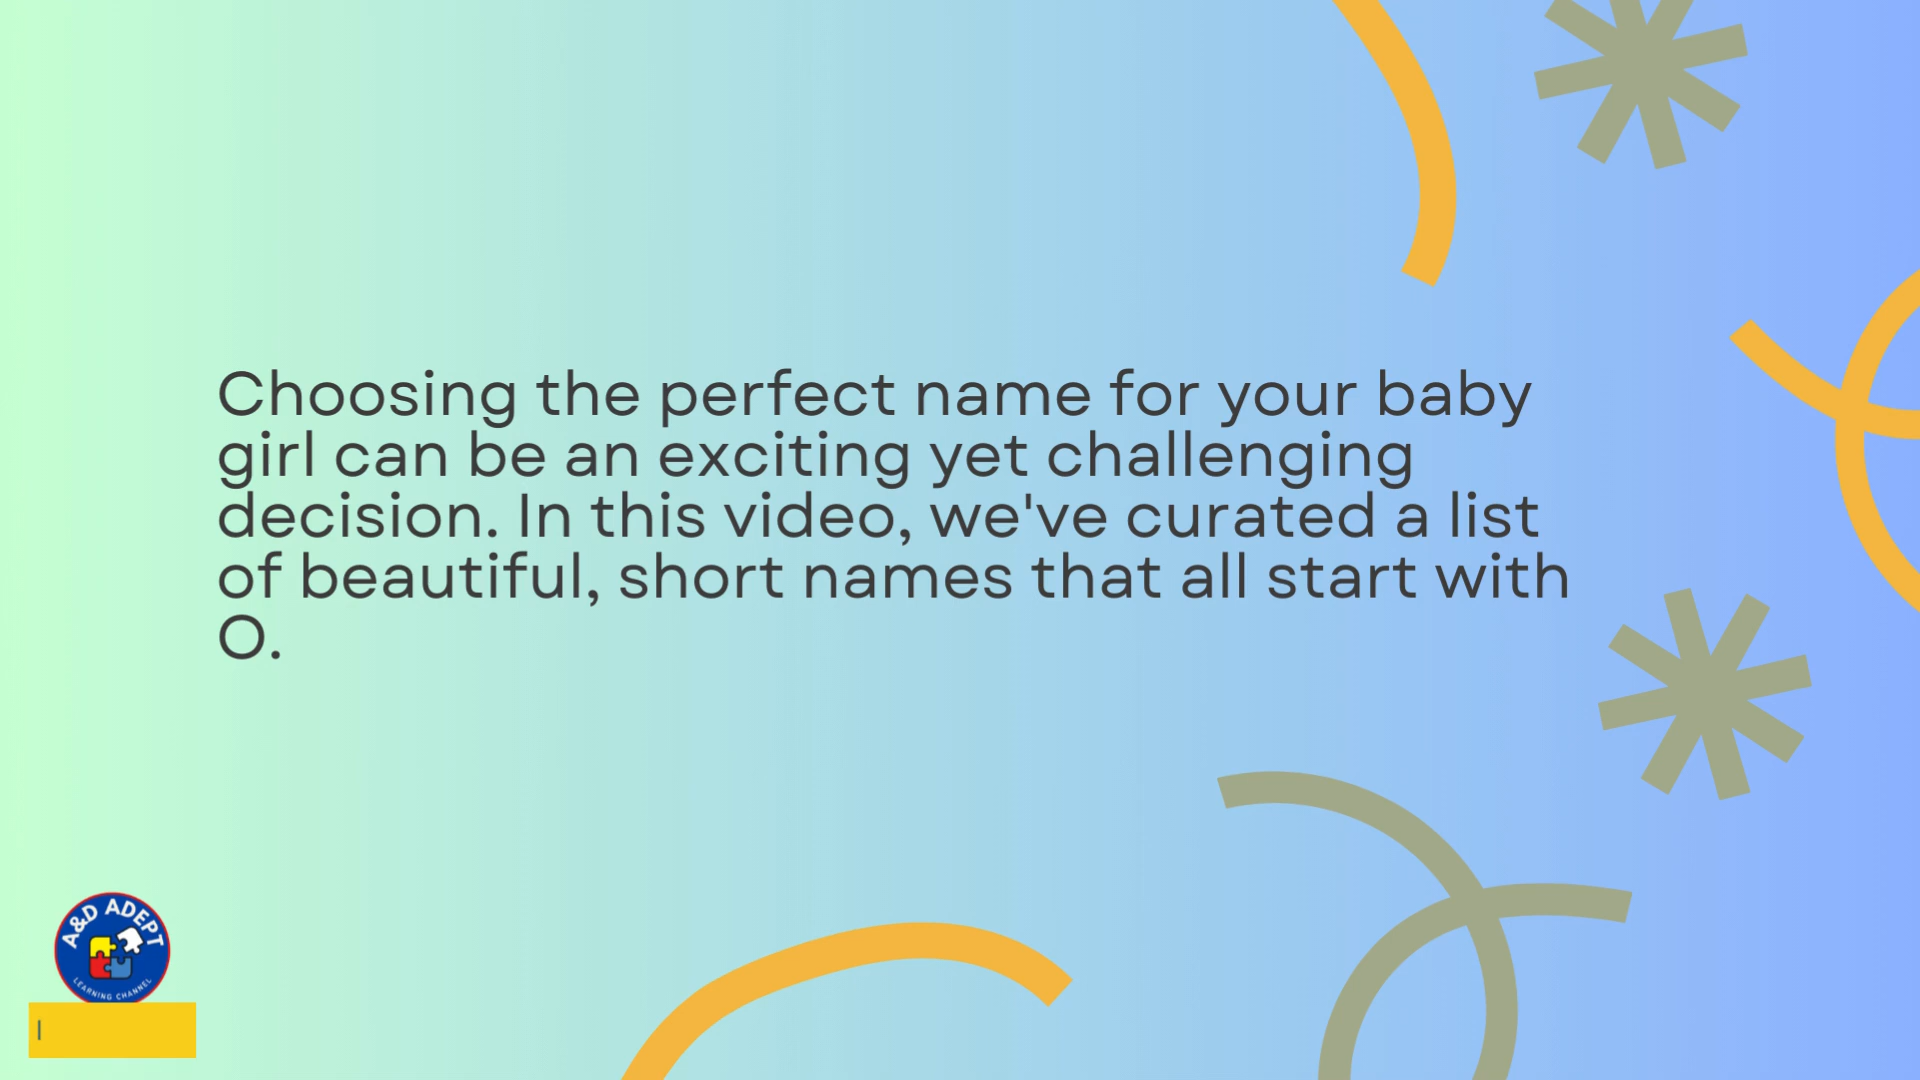 Choosing the perfect name for your baby
girl can be an exciting yet challenging
decision. In this video, we've curated a list
of beautiful, short names that all start with
O.
A&D ADEPT
LEARNING CHANNEL